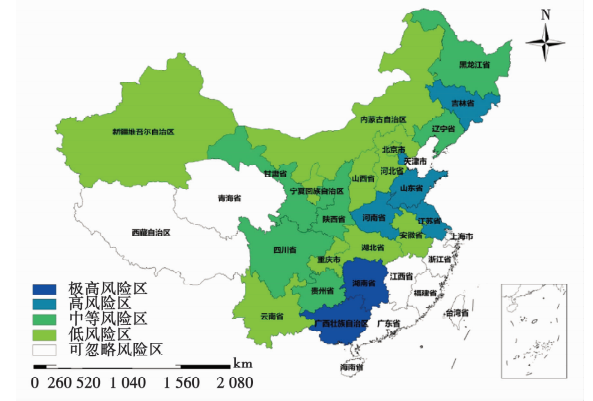 N
黑龙江省
吉林省
内蒙古自治区
辽宁省
新疆维吾尔自治区
北京市
天津市
河北省
甘肃省
山西省
宁夏回族自治区
山东省
青海省
陕西省
河南省
江苏省
西藏自治区
安徽省
上海市
四川省
湖北省
重庆市
浙江省
湖南省
江西省
贵州省
福建省
云南省
广西壮族自治区
广东省
台湾省
海南省
极高风险区
高风险区
中等风险区
低风险区
可忽略风险区
km
0 260 520 1 040 1 560 2 080